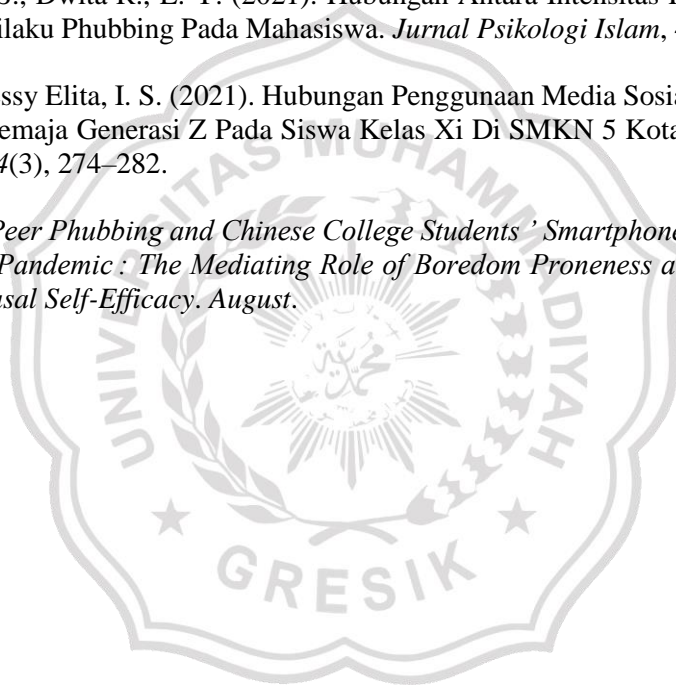 Dwita R., E. T. (2021). Hubungan Antara Intensitas
ilaku Phubbing Pada Mahasiswa. Jurnal Psikologi Islam,
ssy Elita, I. S. (2021). Hubungan Penggunaan Media Sosia
emaja Generasi Z Pada Siswa Kelas Xi Di SMKN 5 Kota
4(3), 274–282.
Peer Phubbing and Chinese College Students ’ Smartphone
Pandemic : The Mediating Role of Boredom Proneness a
usal Self-Efficacy. August.
UNIVERSITAS MUHAMMADIYAH
GRESIK